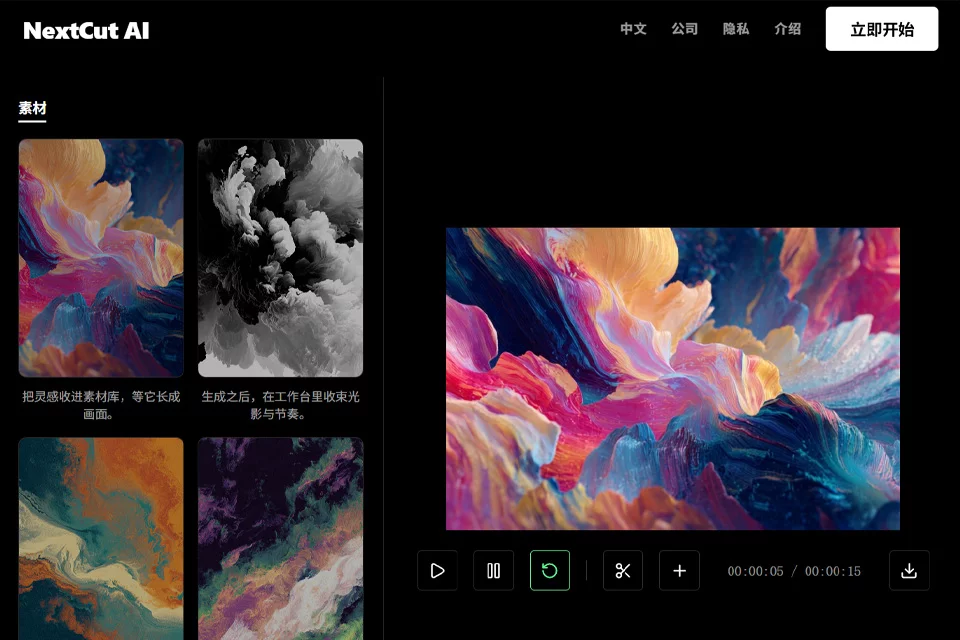 NextCut AI
中文
公司
隐私
介绍
立即开始
素材
把灵感收进素材库，等它长成
画面。
生成之后，在工作台里收束光
影与节奏。
00:00:05 / 00:00:15